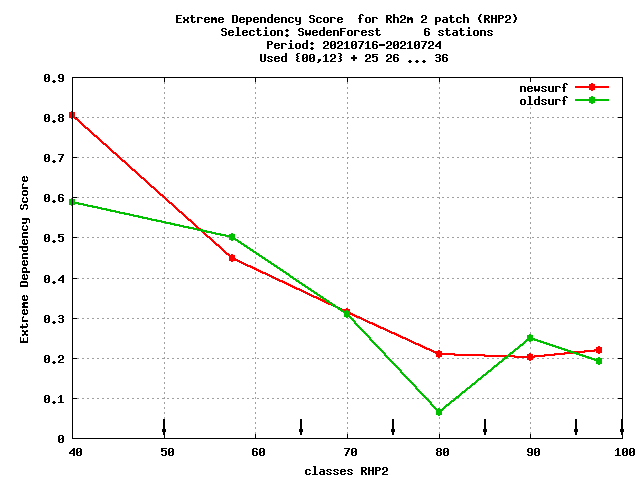 Extreme Dependency Score  for Rh2m 2 patch (RHP2)
Selection: SwedenForest      6 stations
Period: 20210716-20210724
Used {00,12} + 25 26 ... 36
newsurf
oldsurf
Extreme Dependency Score
0.9
0.8
0.7
0.6
0.5
0.4
0.3
0.2
0.1
0
40 50 60 70 80 90 100
classes RHP2